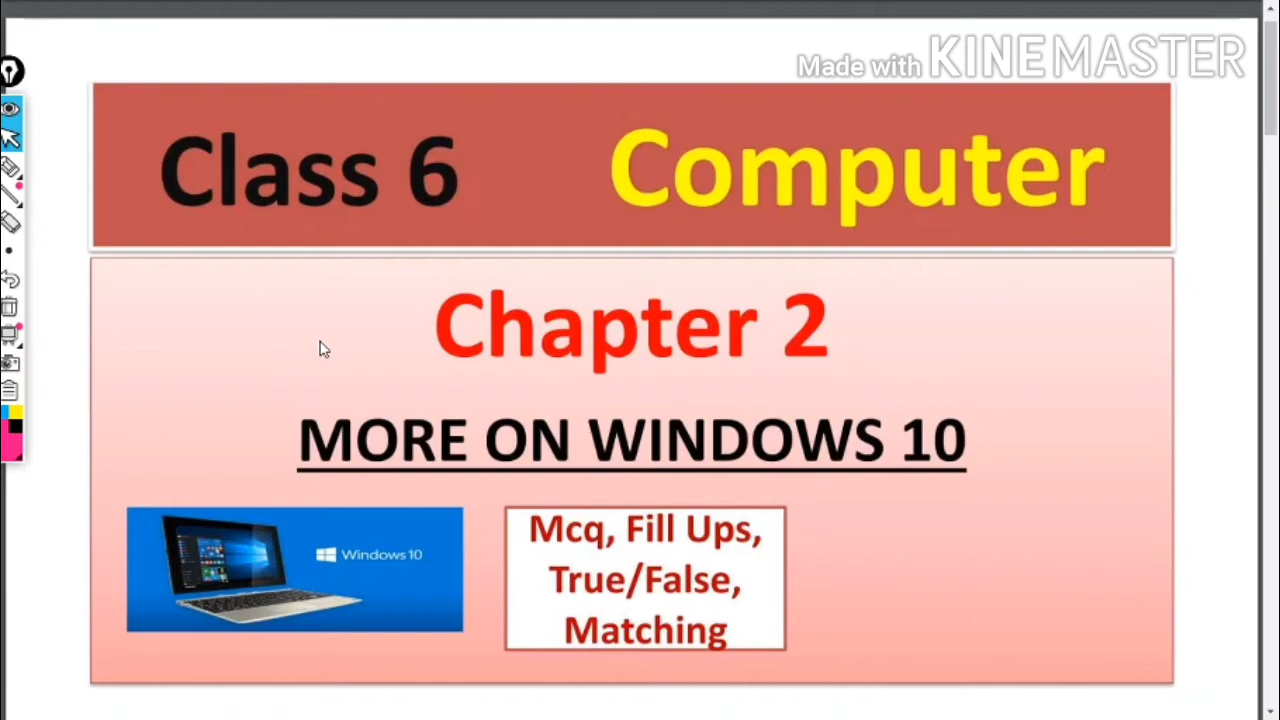 Made with KINEMASTER
Class 6 Computer
Chapter 2
MORE ON WINDOWS 10
Windows 10
Mcq, Fill Ups,
True/False,
Matching